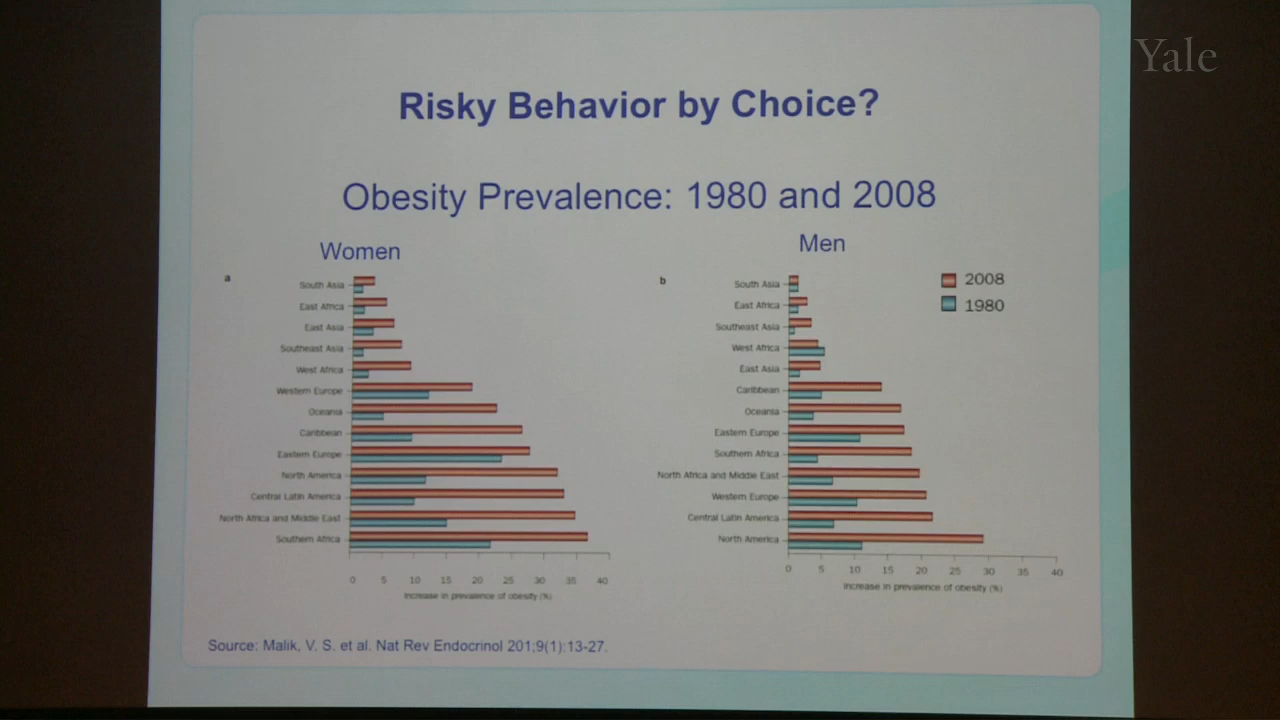 Yale
Risky Behavior by Choice?
Obesity Prevalence: 1980 and 2008
Women
a
South Asia
East Africa
East Asia
Southeast Asia
West Africa
Western Europe
Oceania
Caribbean
Eastern Europe
North America
Central Latin America
North Africa and Middle East
Southern Africa
0 5 10 15 20 25 30 35 40
Increase in prevalence of obesity (%)
Men
b
2008
1980
South Asia
East Africa
Southwest Asia
West Africa
East Asia
Caribbean
Oceania
Eastern Europe
Southern Africa
North Africa and Middle East
Western Europe
Central Latin America
North America
0 5 10 15 20 25 30 35 40
Increase in prevalence of obesity (%)
Source: Malik, V. S. et al. Nat Rev Endocrinol 201;9(1):13-27.